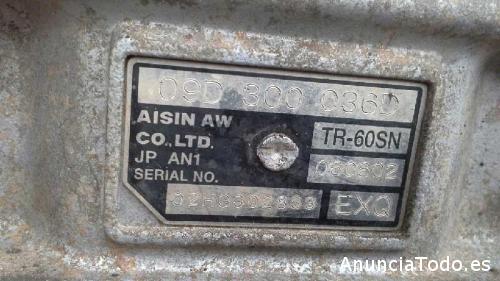 09D 300 036D
AISIN AW
CO.,LTD.
TR-60SN
JP AN1
SERIAL NO.
EXQ
AnunciaTodo.es